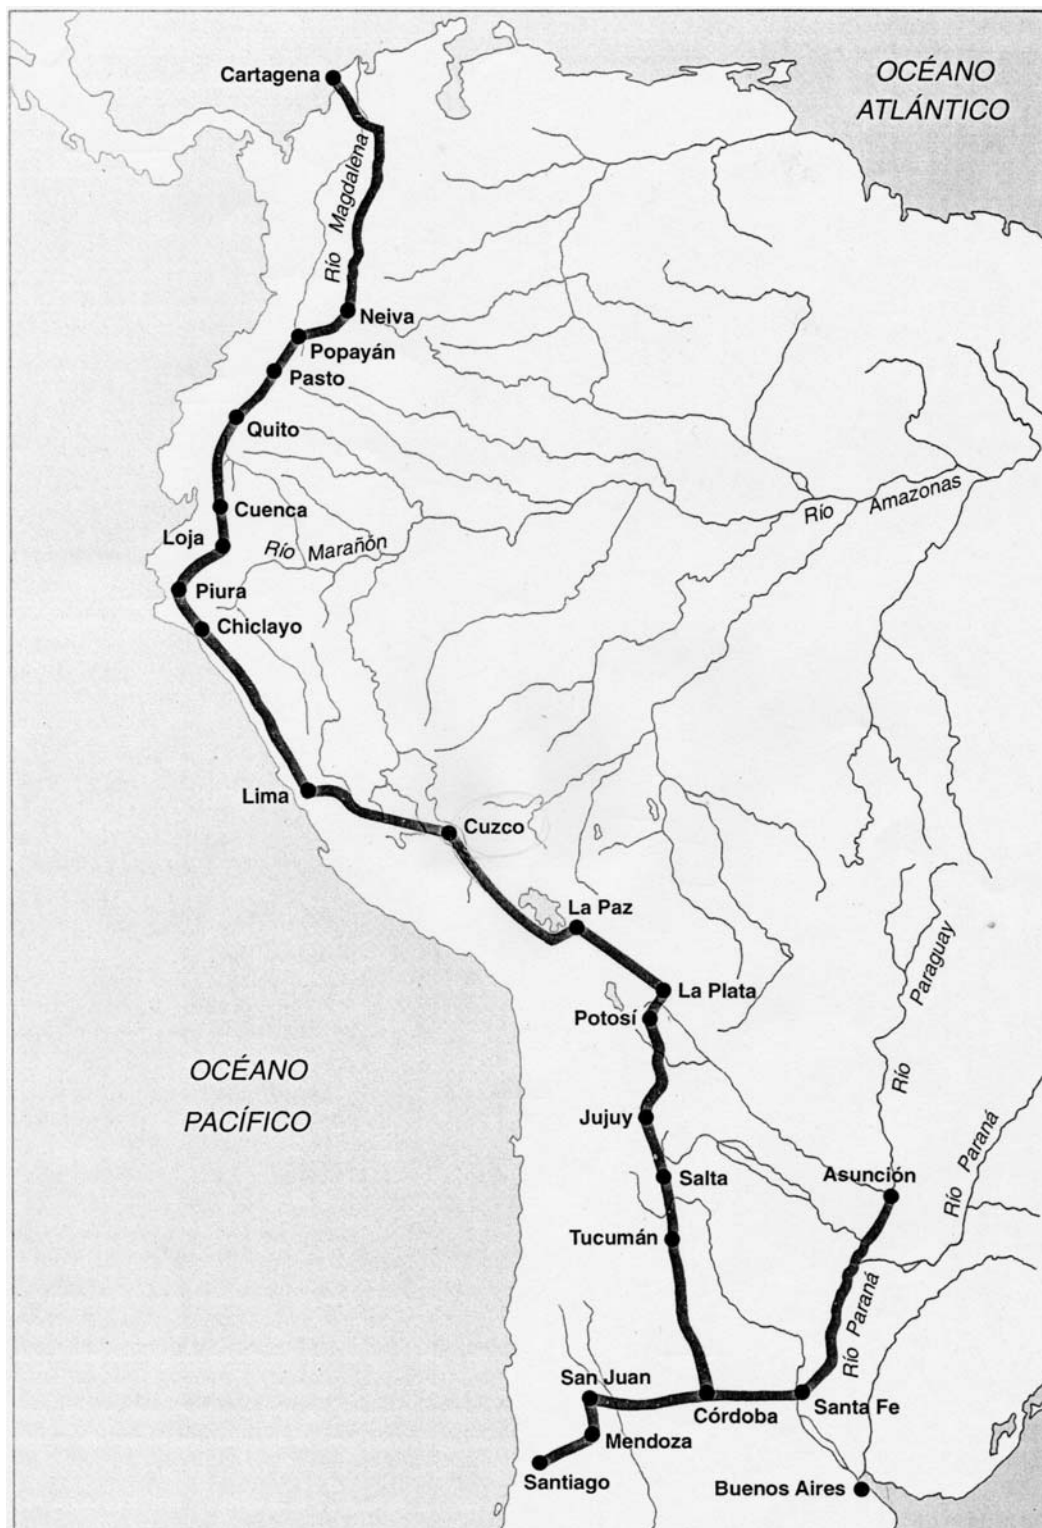 OCÉANO
ATLÁNTICO
Cartagena
Río Magdalena
Neiva
Popayán
Pasto
Quito
Cuenca
Loja
Río Marañón
Río Amazonas
Piura
Chiclayo
Lima
Cuzco
La Paz
La Plata
Potosí
Río Paraguay
OCÉANO
PACÍFICO
Jujuy
Río Paraná
Salta
Asunción
Tucumán
Río Paraná
San Juan
Córdoba
Santa Fe
Mendoza
Santiago
Buenos Aires